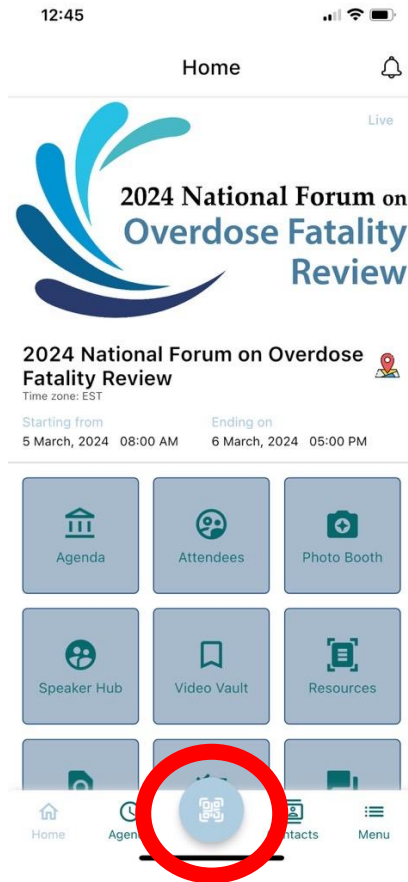 12:45
Home
Live
2024 National Forum on
Overdose Fatality
Review
2024 National Forum on Overdose
Fatality Review
Time zone: EST
Starting from
Ending on
5 March, 2024 08:00 AM
6 March, 2024 05:00 PM
Agenda
Attendees
Photo Booth
Speaker Hub
Video Vault
Resources
Home
Agen
ntacts
Menu